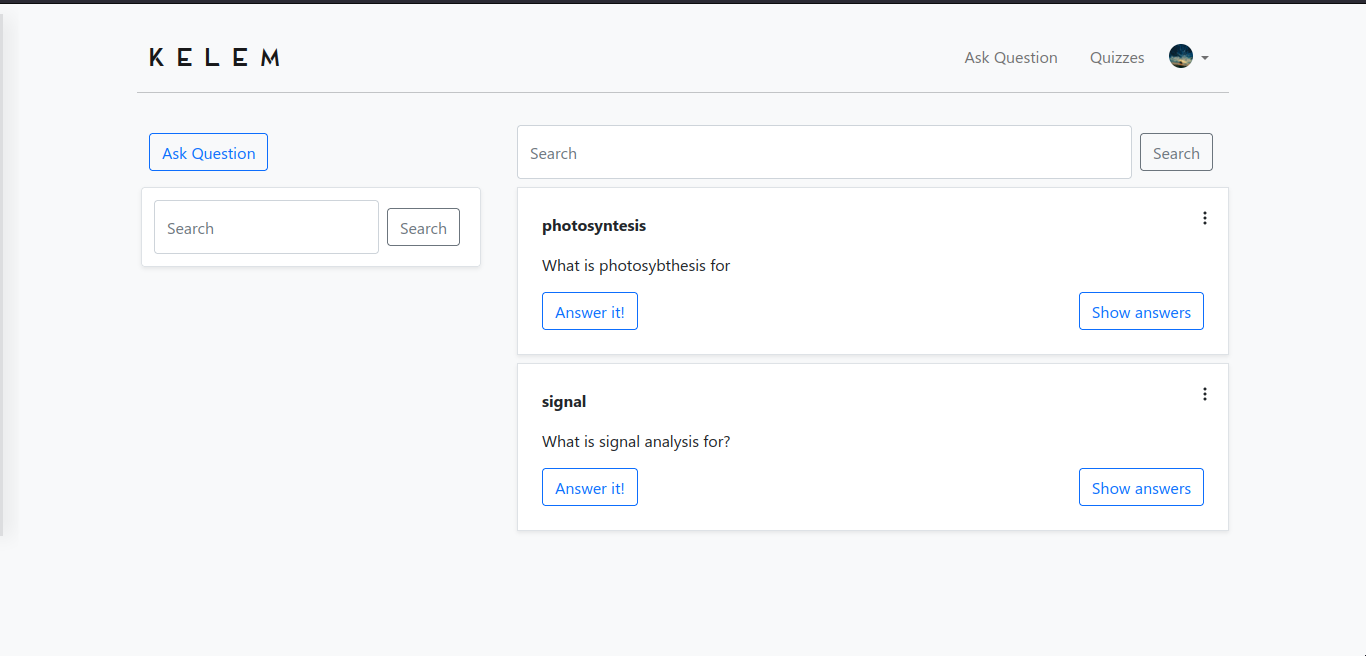 KELEM
Ask Question
Quizzes
Ask Question
Search
Search
Search
Search
photosyntesis
What is photosybthesis for
Answer it!
Show answers
signal
What is signal analysis for?
Answer it!
Show answers